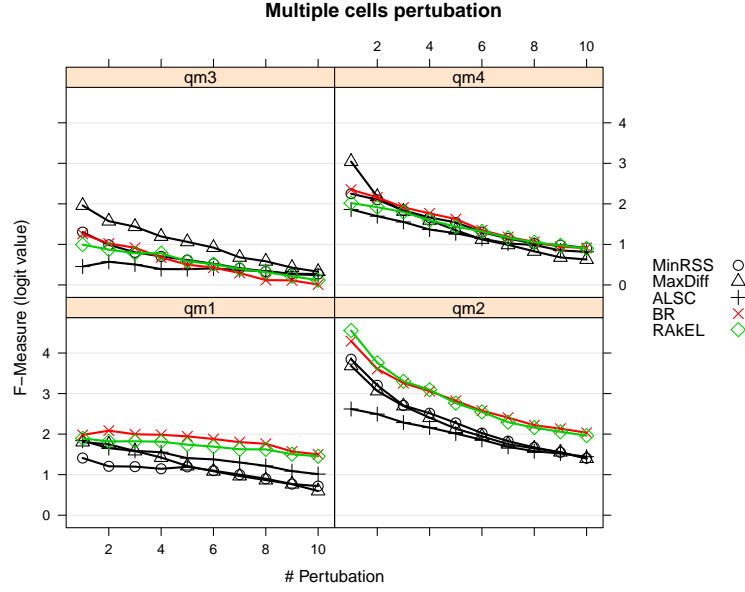 Multiple cells pertubation
2 4 6 8 10
qm3 qm4
4
3
2
1
0
qm1 qm2
4
3
2
1
0
2 4 6 8 10
# Pertubation
F−Measure (logit value)
MinRSS
MaxDiff
ALSC
BR
RAkEL